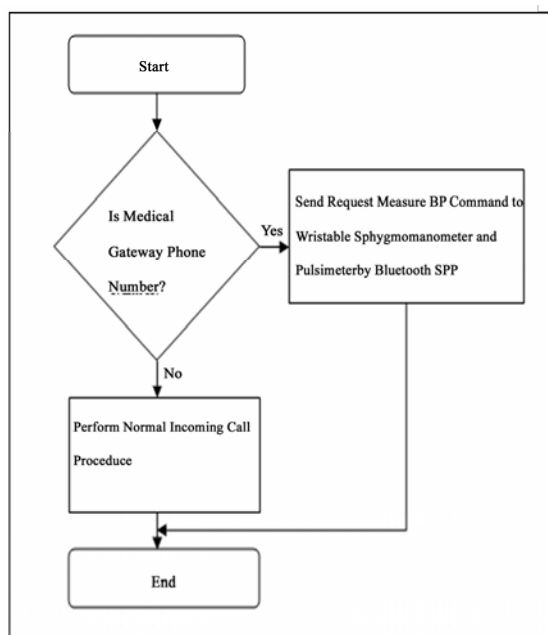 Start
Is Medical
Gateway Phone
Number?
Yes
Send Request Measure BP Command to
Wristable Sphygmomanometer and
Pulsimeterby Bluetooth SPP
No
Perform Normal Incoming Call
Proceduce
End